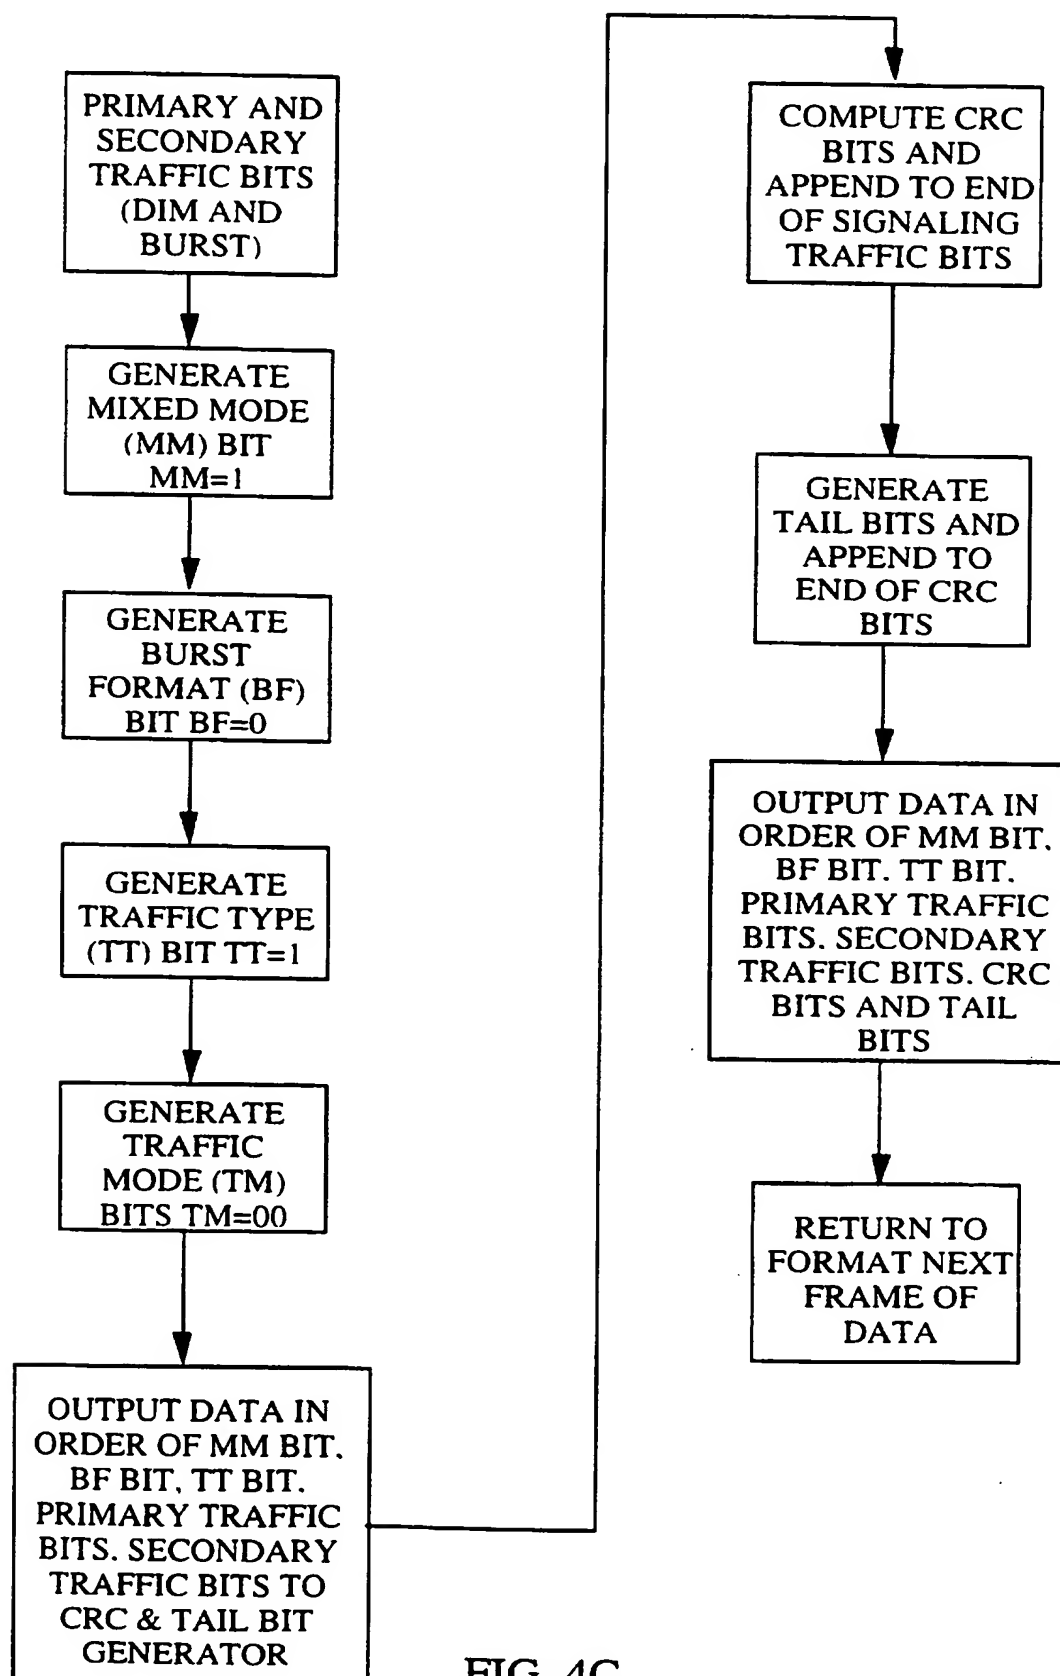 PRIMARY AND
SECONDARY
TRAFFIC BITS
(DIM AND
BURST)
GENERATE
MIXED MODE
(MM) BIT
MM=1
GENERATE
BURST
FORMAT (BF)
BIT BF=0
GENERATE
TRAFFIC TYPE
(TT) BIT TT=1
GENERATE
TRAFFIC
MODE (TM)
BITS TM=00
OUTPUT DATA IN
ORDER OF MM BIT.
BF BIT, TT BIT.
PRIMARY TRAFFIC
BITS. SECONDARY
TRAFFIC BITS TO
CRC & TAIL BIT
GENERATOR
COMPUTE CRC
BITS AND
APPEND TO END
OF SIGNALING
TRAFFIC BITS
GENERATE
TAIL BITS AND
APPEND TO
END OF CRC
BITS
OUTPUT DATA IN
ORDER OF MM BIT.
BF BIT. TT BIT.
PRIMARY TRAFFIC
BITS. SECONDARY
TRAFFIC BITS. CRC
BITS AND TAIL
BITS
RETURN TO
FORMAT NEXT
FRAME OF
DATA
FIG. 4C